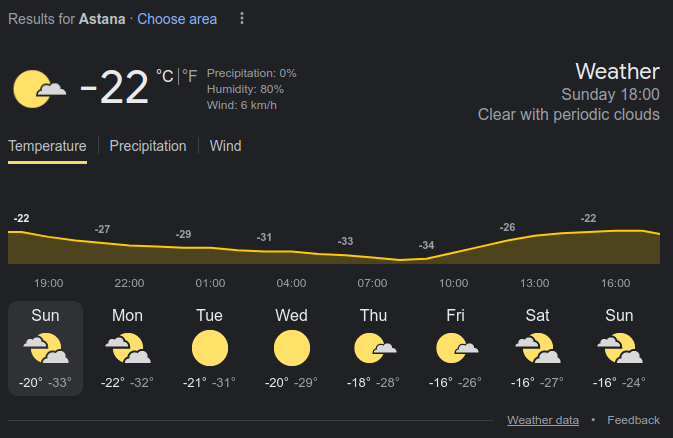 Results for Astana · Choose area
-22 °C | °F
Precipitation: 0%
Humidity: 80%
Wind: 6 km/h
Weather
Sunday 18:00
Clear with periodic clouds
Temperature | Precipitation | Wind
-22 -27 -29 -31 -33 -34 -26 -22
19:00 22:00 01:00 04:00 07:00 10:00 13:00 16:00
Sun Mon Tue Wed Thu Fri Sat Sun
-20° -33° -22° -32° -21° -31° -20° -29° -18° -28° -16° -26° -16° -27° -16° -24°
Weather data • Feedback